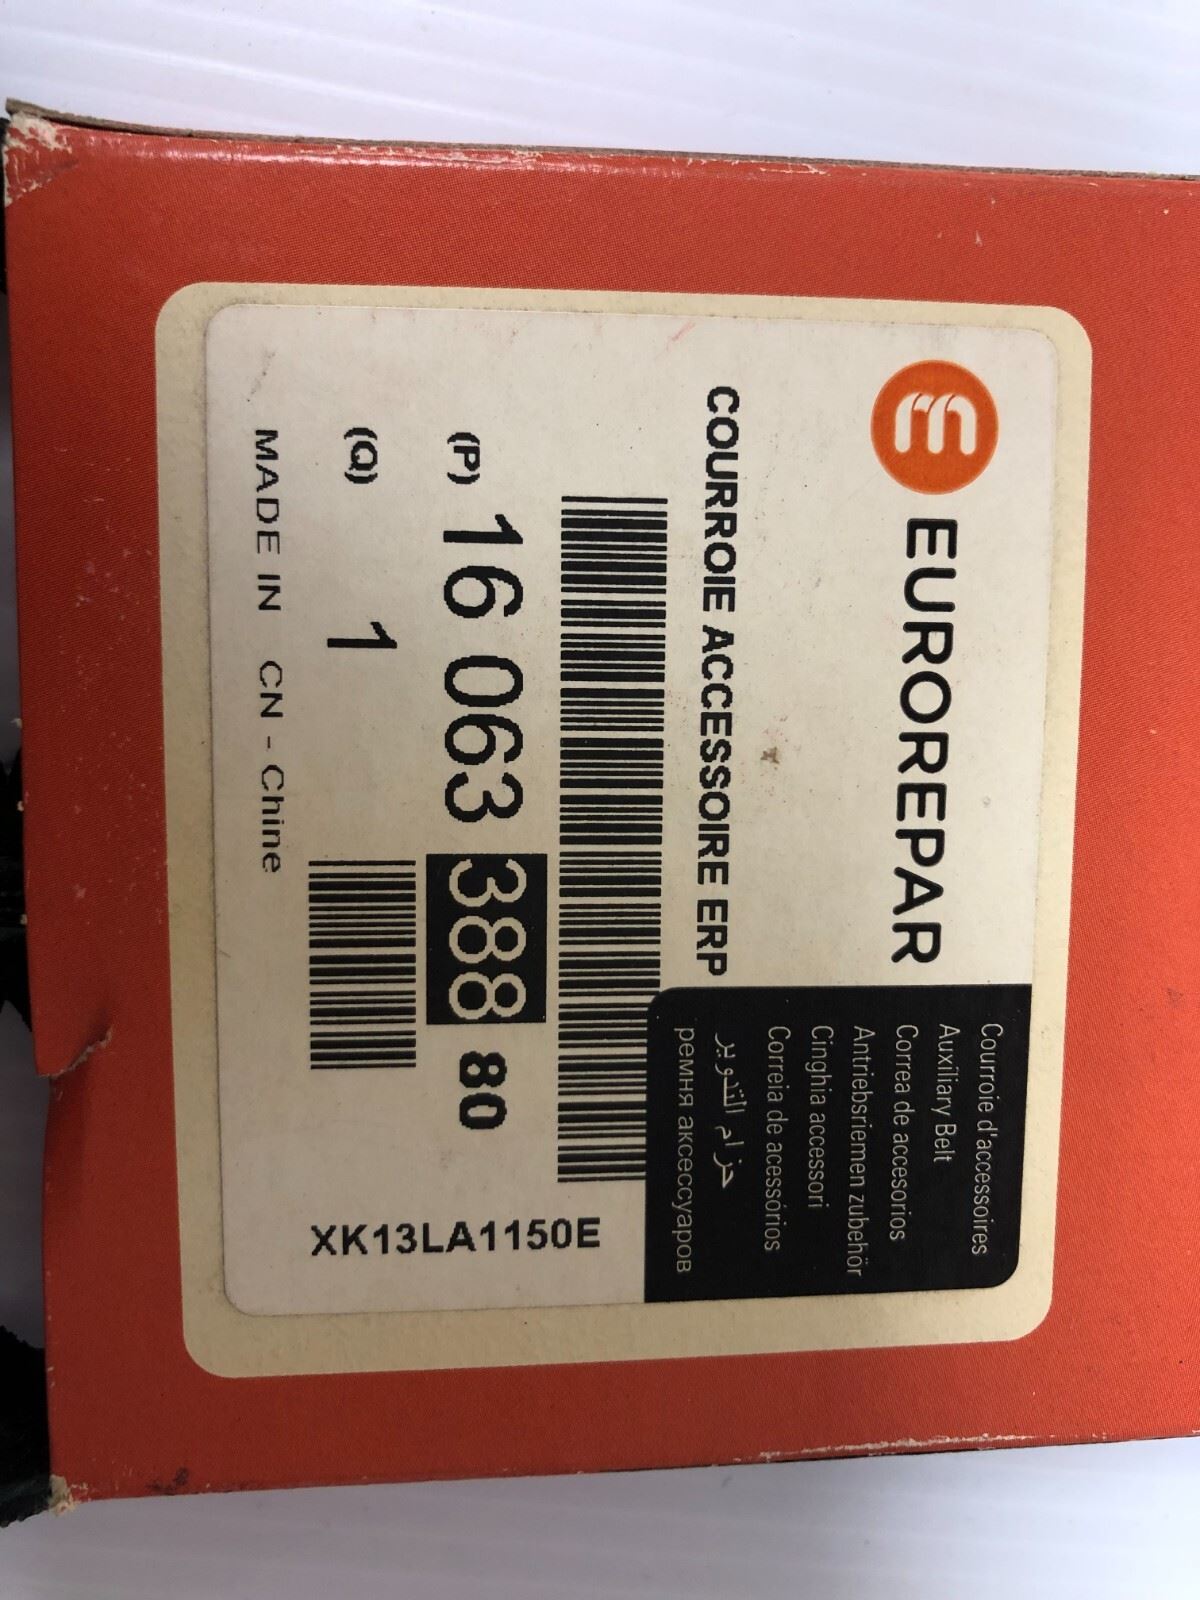 EUROREPAR
Courroie d'accessoires
Auxiliary Belt
Correa de accesorios
Antriebsriemen zubehör
Cinghia accessori
Correia de acessórios
حزام التدوير
ремня аксессуаров
COURROIE ACCESSOIRE ERP
(P) 16 063 388 80
(Q) 1
XK13LA1150E
MADE IN CN - Chine